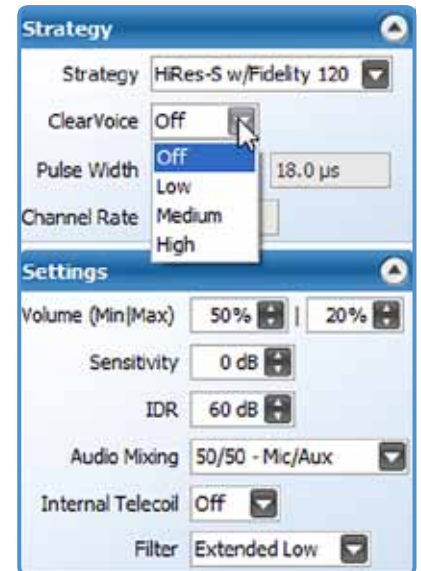 Strategy
Strategy HiRes-S w/Fidelity 120
ClearVoice Off
Off
Pulse Width 18.0 µs
Low
Channel Rate Medium
High
Settings
Volume (Min|Max) 50% | 20%
Sensitivity 0 dB
IDR 60 dB
Audio Mixing 50/50 - Mic/Aux
Internal Telecoil Off
Filter Extended Low